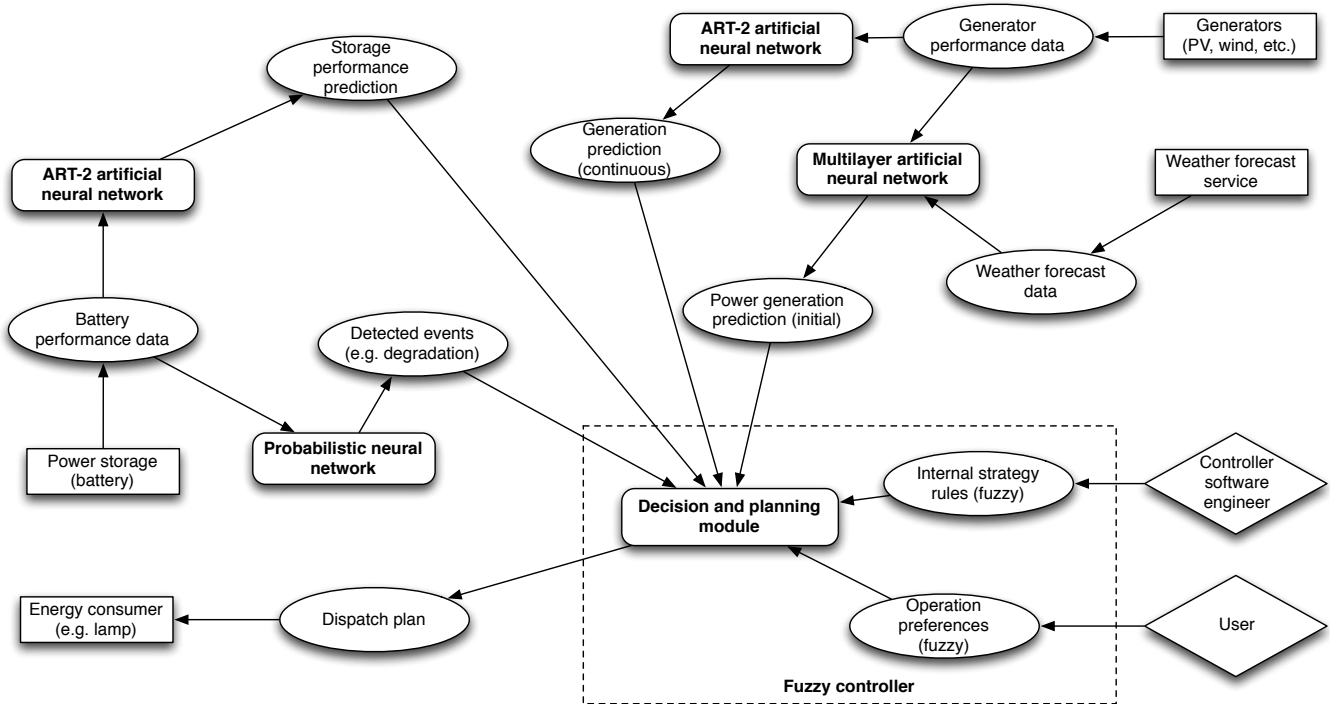 Storage
performance
prediction
ART-2 artificial
neural network
Generator
performance data
Generators
(PV, wind, etc.)
Generation
prediction
(continuous)
Multilayer artificial
neural network
Weather forecast
service
ART-2 artificial
neural network
Weather forecast
data
Power generation
prediction (initial)
Battery
performance data
Detected events
(e.g. degradation)
Probabilistic neural
network
Power storage
(battery)
Decision and planning
module
Internal strategy
rules (fuzzy)
Controller
software
engineer
Energy consumer
(e.g. lamp)
Dispatch plan
Operation
preferences
(fuzzy)
User
Fuzzy controller